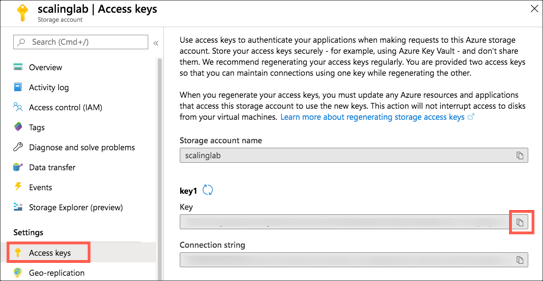 scalinglab | Access keys
Storage account
Search (Cmd+/)
Overview
Activity log
Access control (IAM)
Tags
Diagnose and solve problems
Data transfer
Events
Storage Explorer (preview)
Settings
Access keys
Geo-replication
Use access keys to authenticate your applications when making requests to this Azure storage
account. Store your access keys securely - for example, using Azure Key Vault - and don't share
them. We recommend regenerating your access keys regularly. You are provided two access keys
so that you can maintain connections using one key while regenerating the other.
When you regenerate your access keys, you must update any Azure resources and applications
that access this storage account to use the new keys. This action will not interrupt access to disks
from your virtual machines. Learn more about regenerating storage access keys
Storage account name
scalinglab
key1
Key
Connection string